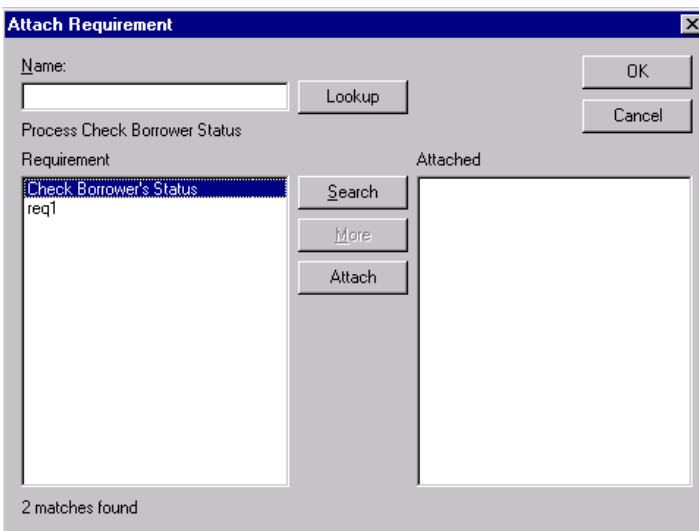 Attach Requirement
Name:
Lookup
OK
Cancel
Process Check Borrower Status
Requirement
Attached
Check Borrower's Status
req1
Search
More
Attach
2 matches found